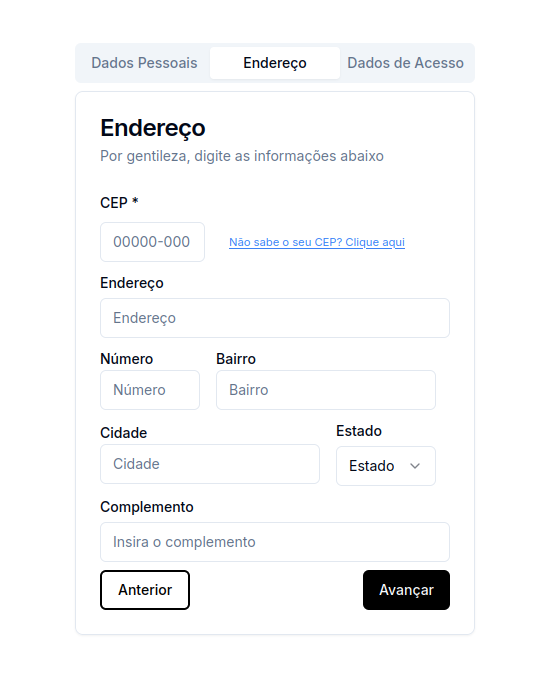 Dados Pessoais Endereço Dados de Acesso
Endereço
Por gentileza, digite as informações abaixo
CEP *
00000-000 Não sabe o seu CEP? Clique aqui
Endereço
Endereço
Número Bairro
Número Bairro
Cidade Estado
Cidade Estado
Complemento
Insira o complemento
Anterior Avançar